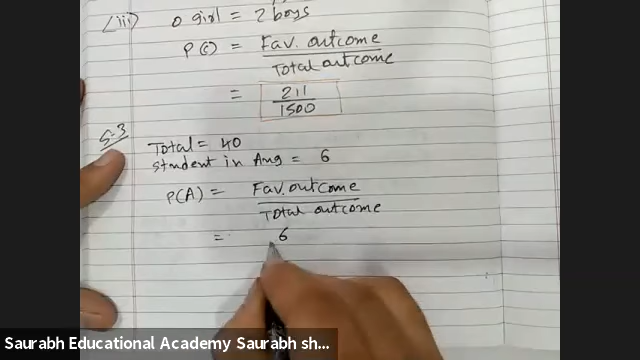 (iii) 0 girl = 2 boys
P(C) = Fav. outcome
Total outcome
= 211
1500
S-3
Total = 40
student in Aug = 6
P(A) = Fav. outcome
Total outcome
= 6
Saurabh Educational Academy Saurabh sh...